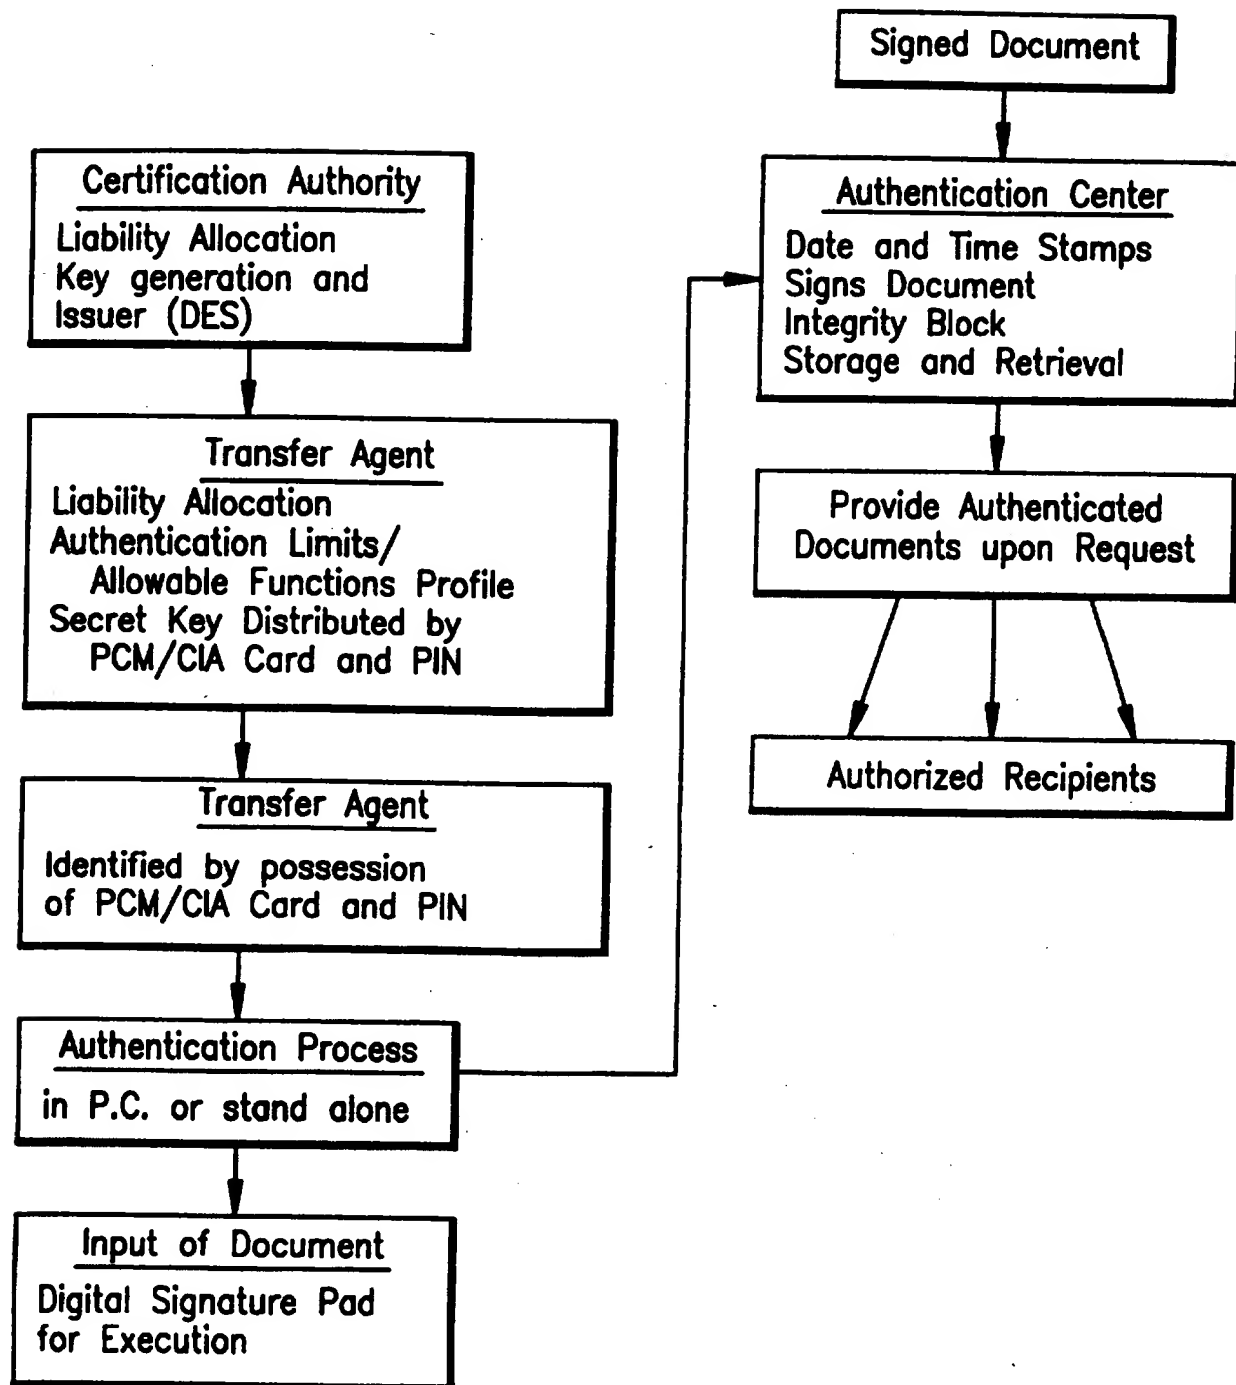 Certification Authority
Liability Allocation
Key generation and
Issuer (DES)
Transfer Agent
Liability Allocation
Authentication Limits/
Allowable Functions Profile
Secret Key Distributed by
PCM/CIA Card and PIN
Transfer Agent
Identified by possession
of PCM/CIA Card and PIN
Authentication Process
in P.C. or stand alone
Input of Document
Digital Signature Pad
for Execution
Signed Document
Authentication Center
Date and Time Stamps
Signs Document
Integrity Block
Storage and Retrieval
Provide Authenticated
Documents upon Request
Authorized Recipients